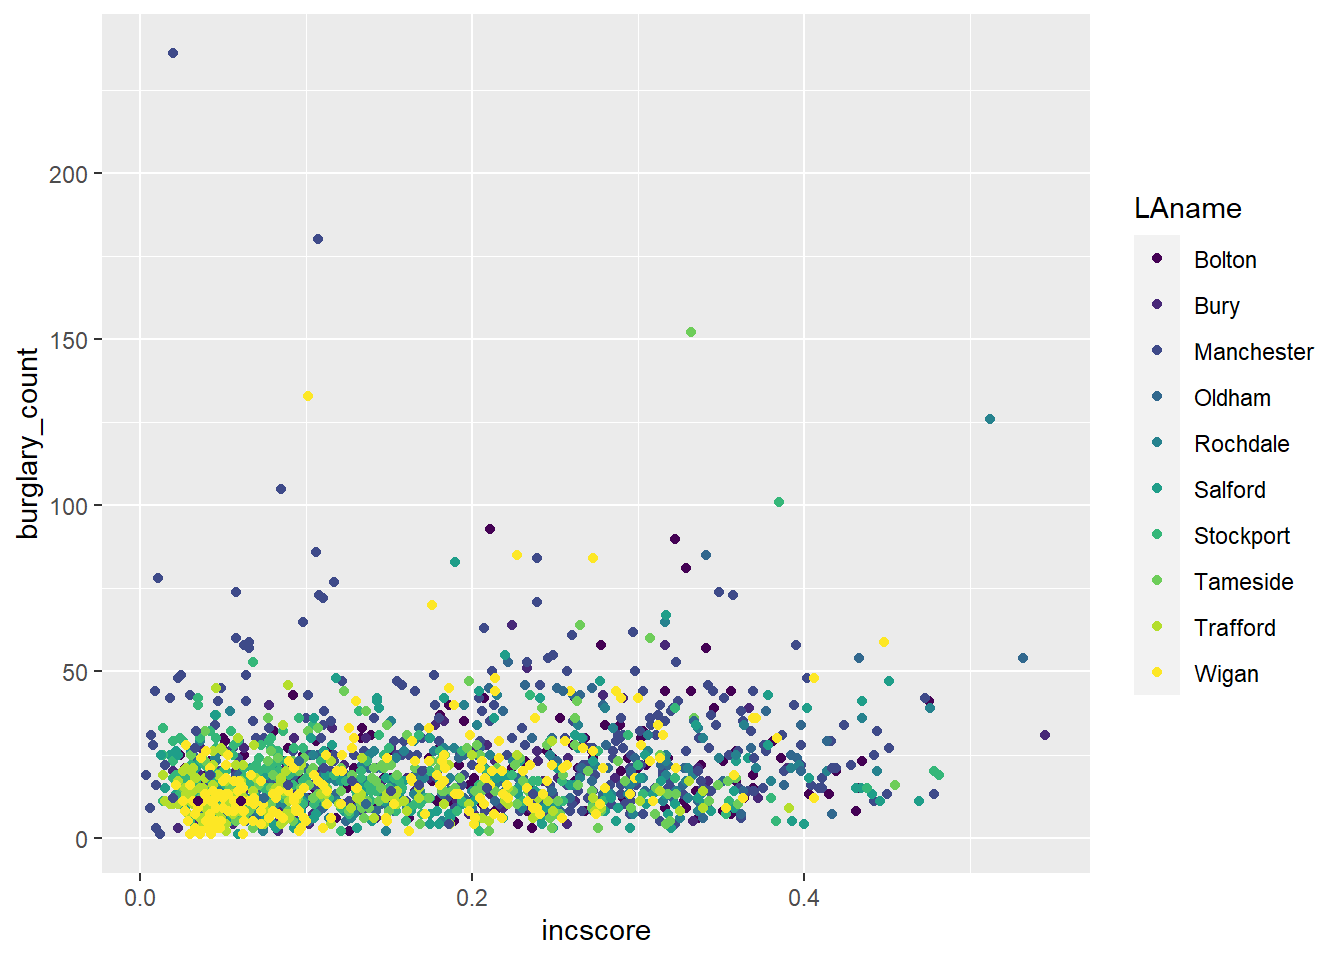 200
150
100
50
0
burglary_count
0.0 0.2 0.4
incscore
LAname
Bolton
Bury
Manchester
Oldham
Rochdale
Salford
Stockport
Tameside
Trafford
Wigan